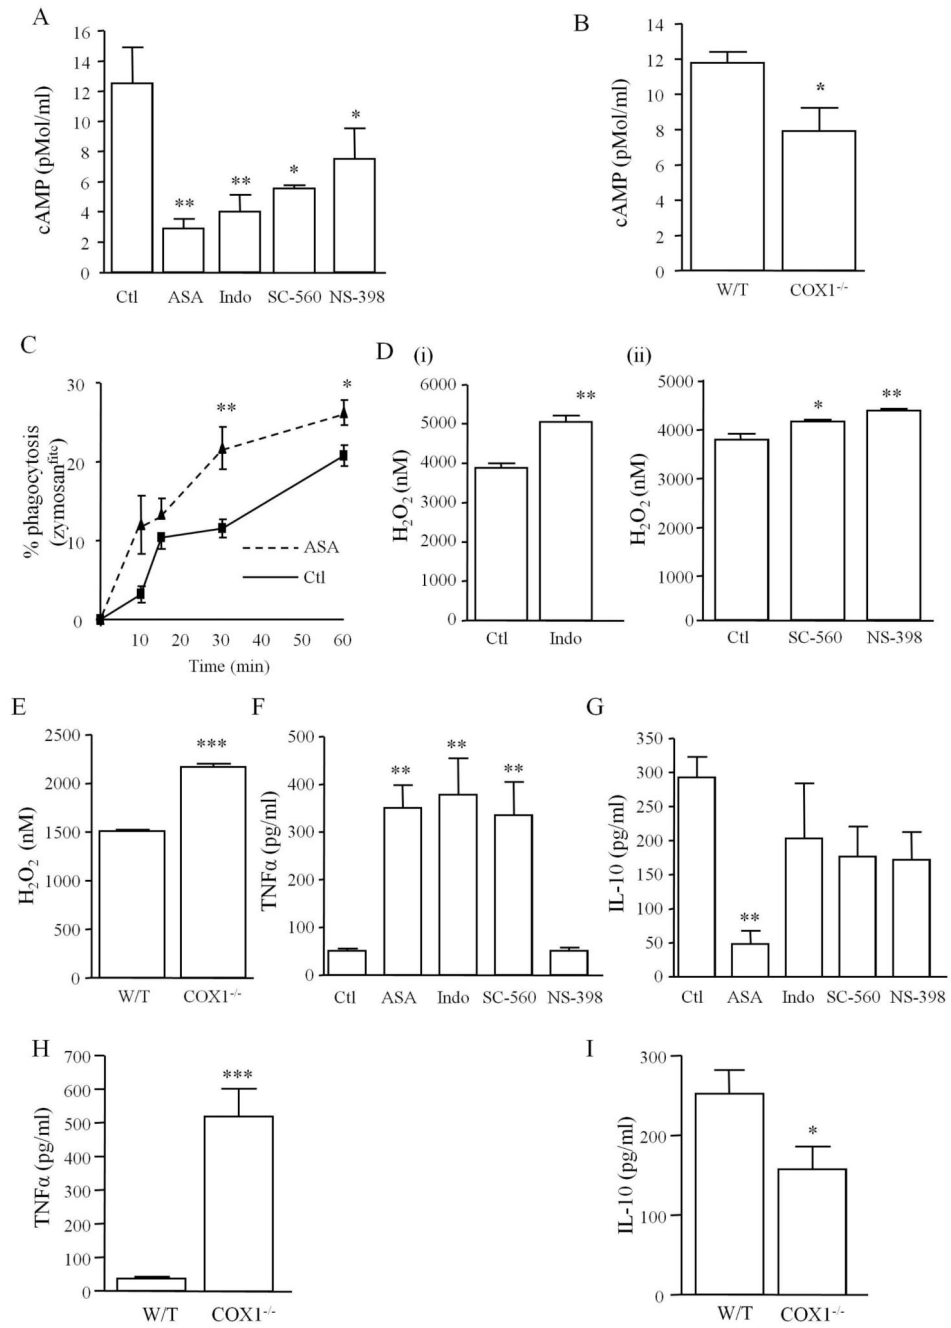 A
cAMP (pMol/ml)
16
14
12
10
8
6
4
2
0
**
**
*
*
Ctl ASA Indo SC-560 NS-398
B
cAMP (pMol/ml)
14
12
10
8
6
4
2
0
*
W/T COX1-/-
C
% phagocytosis
(zymosanfitc)
30
20
10
0
**
*
ASA
Ctl
10 20 30 40 50 60
Time (min)
D (i)
H2O2 (nM)
6000
5000
4000
3000
2000
1000
0
**
Ctl Indo
(ii)
H2O2 (nM)
5000
4000
3000
2000
1000
0
*
**
Ctl SC-560 NS-398
E
H2O2 (nM)
2500
2000
1500
1000
500
0
***
W/T COX1-/-
F
TNFα (pg/ml)
500
400
300
200
100
0
**
**
**
Ctl ASA Indo SC-560 NS-398
G
IL-10 (pg/ml)
350
300
250
200
150
100
50
0
**
Ctl ASA Indo SC-560 NS-398
H
TNFα (pg/ml)
700
600
500
400
300
200
100
0
***
W/T COX1-/-
I
IL-10 (pg/ml)
300
200
100
0
*
W/T COX1-/-